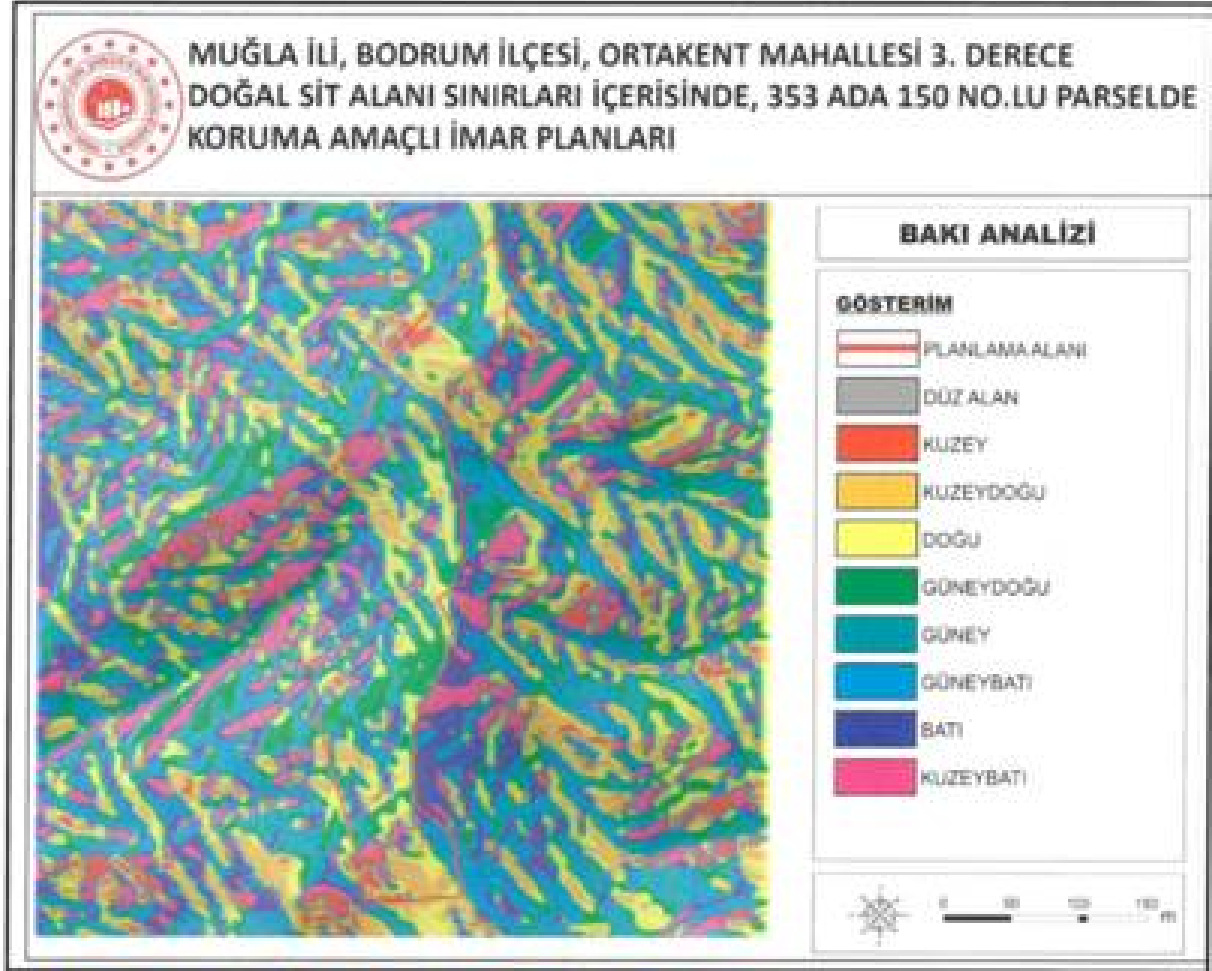 MUĞLA İLİ, BODRUM İLÇESİ, ORTAKENT MAHALLESİ 3. DERECE
DOĞAL SİT ALANI SINIRLARI İÇERİSİNDE, 353 ADA 150 NO.LU PARSELDE
KORUMA AMAÇLI İMAR PLANLARI
BAKI ANALİZİ
GÖSTERİM
PLANLAMA ALANI
DÜZ ALAN
KUZEY
KUZEYDOĞU
DOĞU
GÜNEYDOĞU
GÜNEY
GÜNEYBATI
BATI
KUZEYBATI
0
m